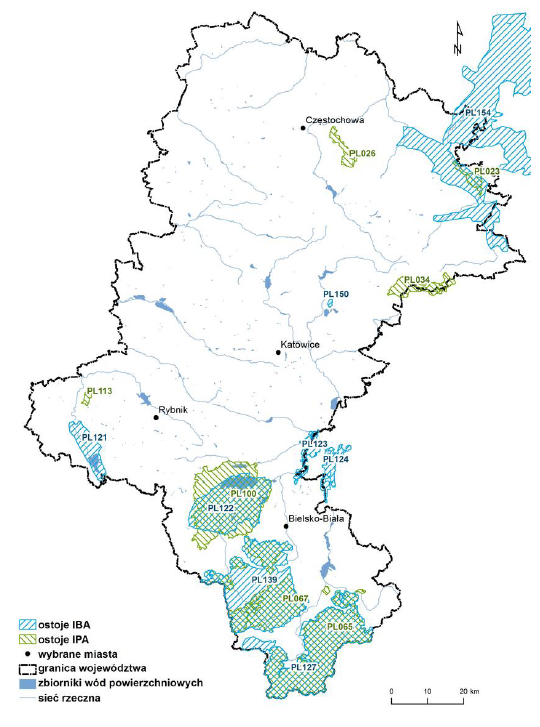 N
PL154
Częstochowa
PL026
PL023
PL034
PL150
Katowice
PL113
Rybnik
PL121
PL123
PL124
PL100
PL122
Bielsko-Biała
PL139
PL067
PL065
PL127
ostoje IBA
ostoje IPA
wybrane miasta
granica województwa
zbiorniki wód powierzchniowych
sieć rzeczna
0 10 20 km